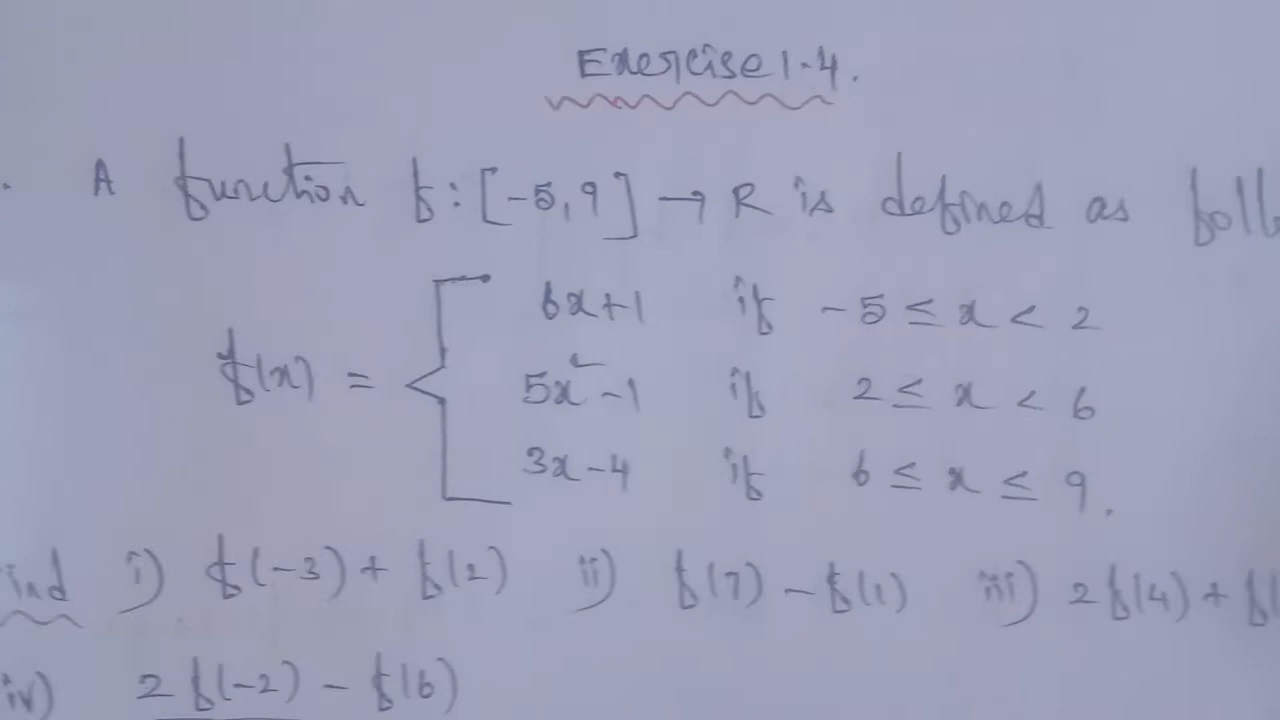 Exercise 1.4.
A function f : [-5, 9] → R is defined as foll
f(x) = { 6x+1 if -5 ≤ x < 2
5x²-1 if 2 ≤ x < 6
3x-4 if 6 ≤ x ≤ 9.
ind i) f(-3) + f(2) ii) f(7) - f(1) iii) 2f(4) + f(
iv) 2 f(-2) - f(6)